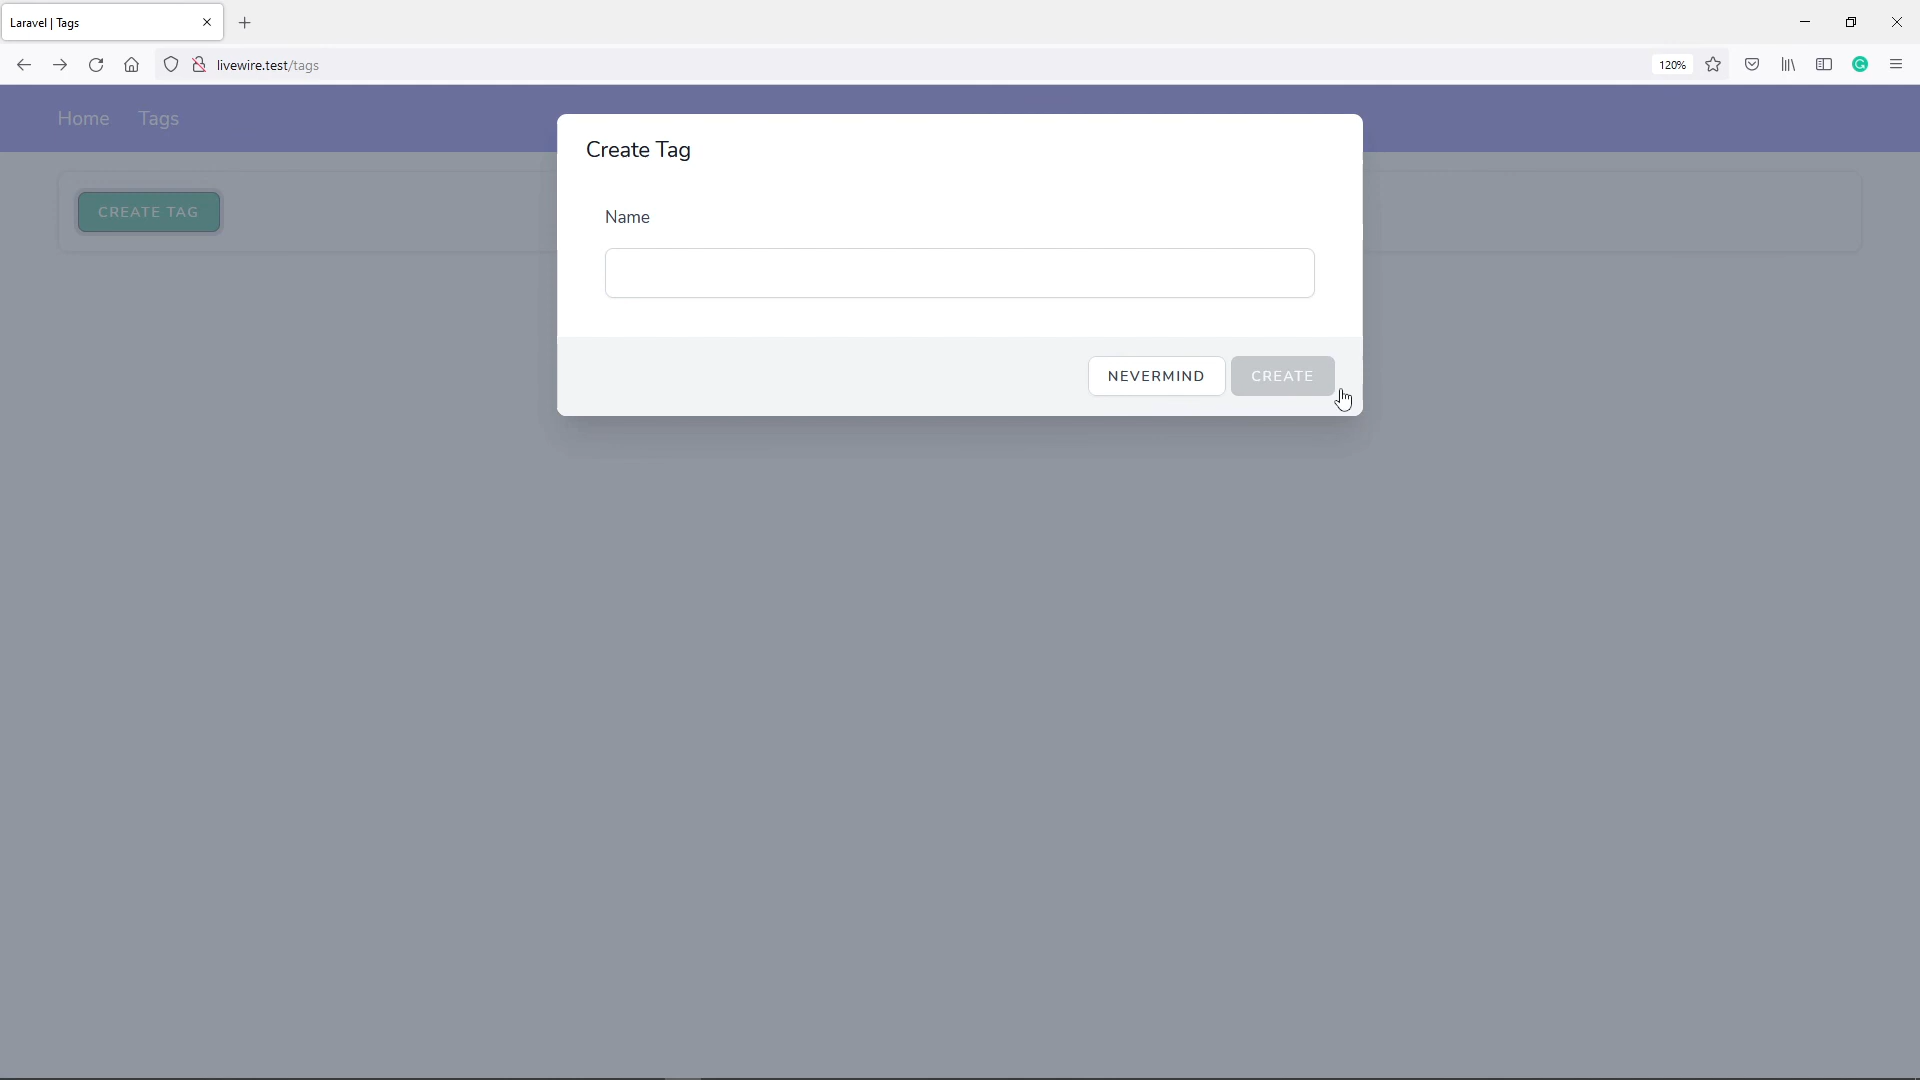 Laravel | Tags
livewire.test/tags
120%
Home Tags
Create Tag
CREATE TAG
Name
NEVERMIND CREATE